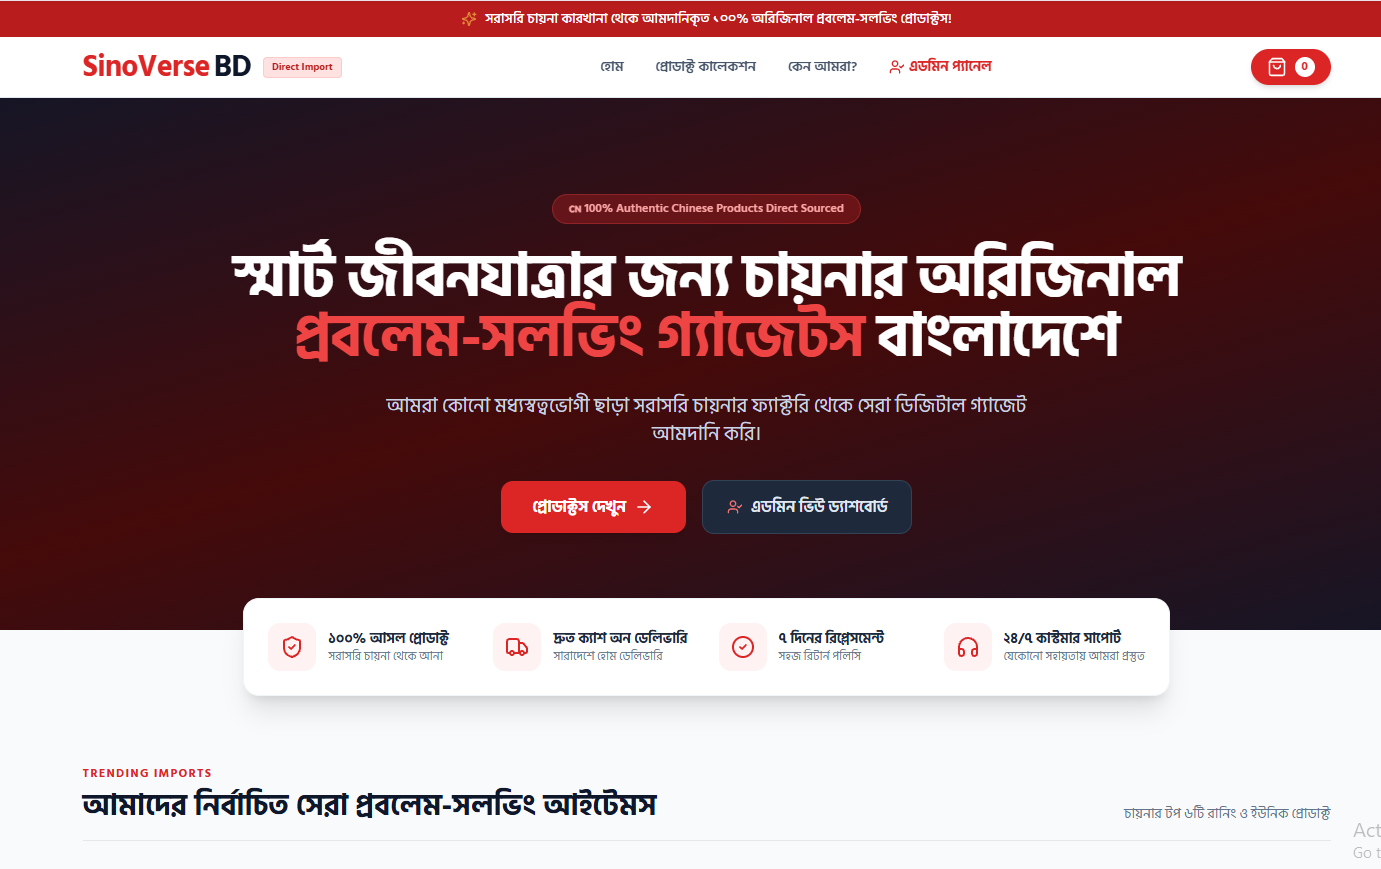 সরাসরি চায়না কারখানা থেকে আমদানিকৃত ১০০% অরিজিনাল প্রবলেম-সলভিং প্রোডাক্টস!
SinoVerse BD
Direct Import
হোম
প্রোডাক্ট কালেকশন
কেন আমরা?
এডমিন প্যানেল
0
CN 100% Authentic Chinese Products Direct Sourced
স্মার্ট জীবনযাত্রার জন্য চায়নার অরিজিনাল
প্রবলেম-সলভিং গ্যাজেটস বাংলাদেশে
আমরা কোনো মধ্যস্বত্বভোগী ছাড়া সরাসরি চায়নার ফ্যাক্টরি থেকে সেরা ডিজিটাল গ্যাজেট
আমদানি করি।
প্রোডাক্টস দেখুন
এডমিন ভিউ ড্যাশবোর্ড
১০০% আসল প্রোডাক্ট
সরাসরি চায়না থেকে আনা
দ্রুত ক্যাশ অন ডেলিভারি
সারাদেশে হোম ডেলিভারি
৭ দিনের রিপ্লেসমেন্ট
সহজ রিটার্ন পলিসি
২৪/৭ কাস্টমার সাপোর্ট
যেকোনো সহায়তায় আমরা প্রস্তুত
TRENDING IMPORTS
আমাদের নির্বাচিত সেরা প্রবলেম-সলভিং আইটেমস
চায়নার টপ ৬টি রানিং ও ইউনিক প্রোডাক্ট
Act
Go t